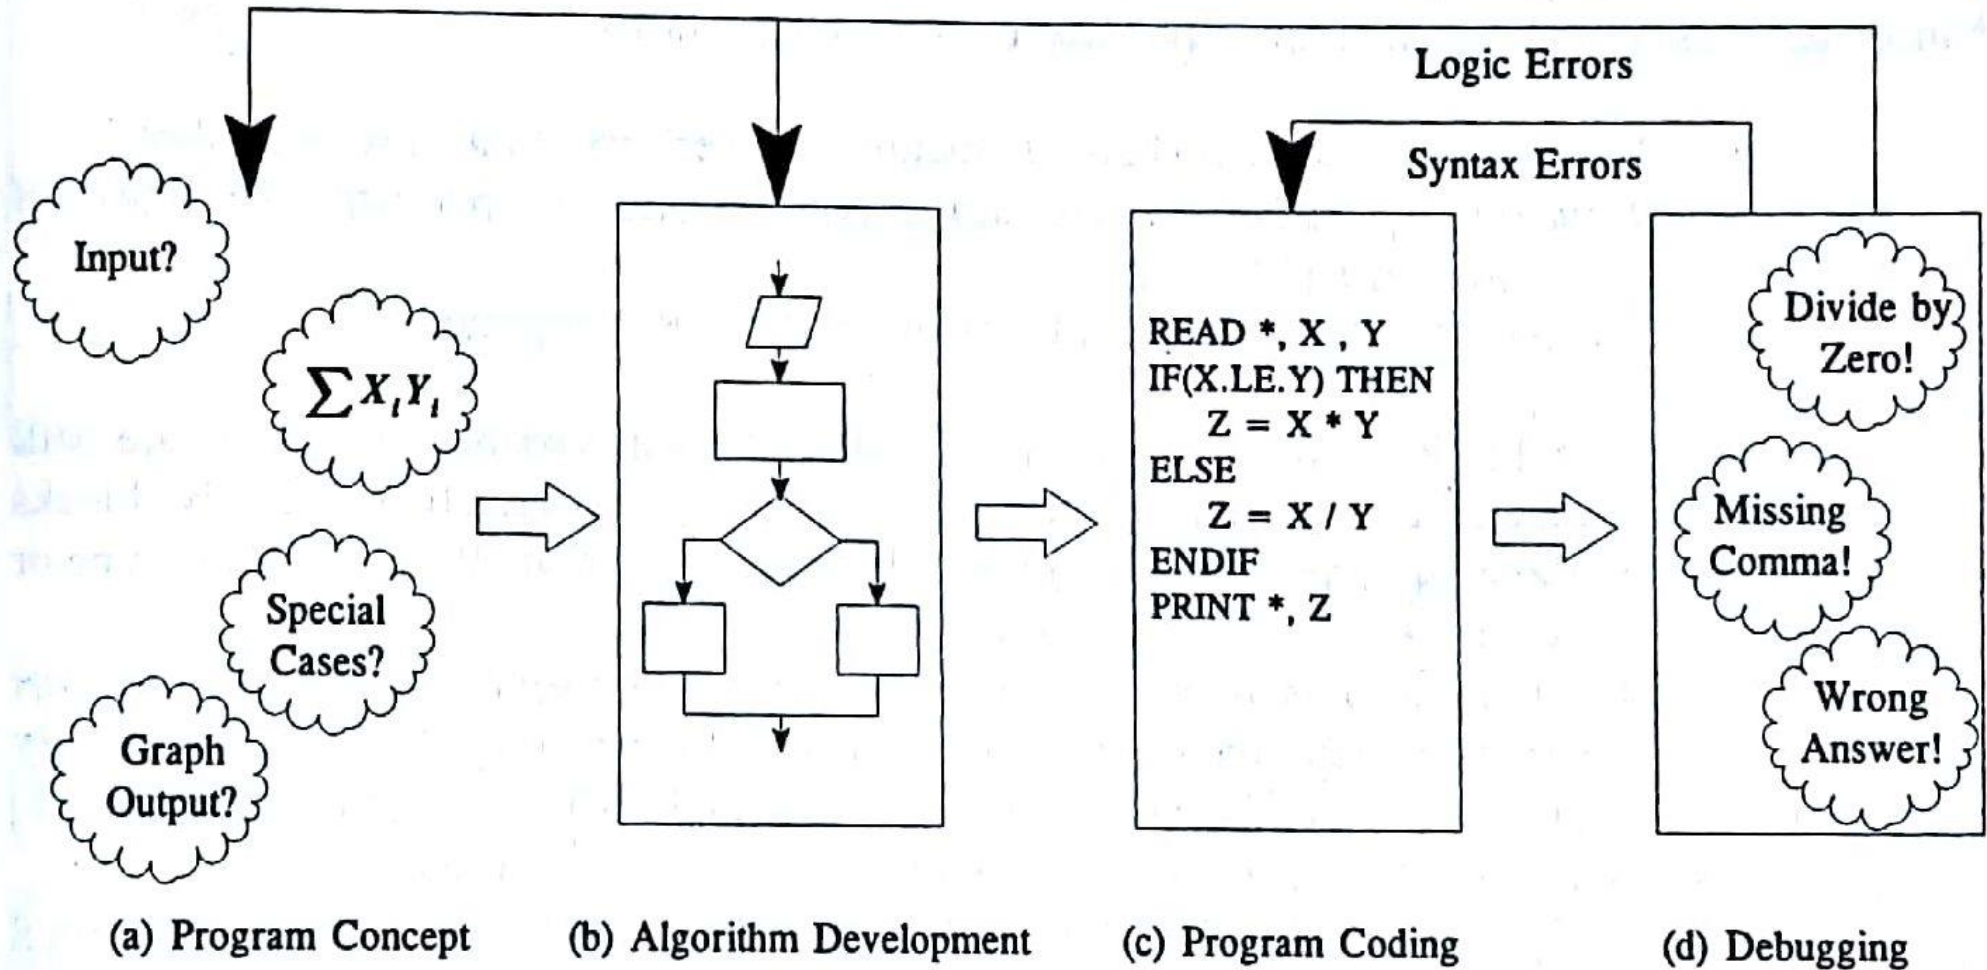 Logic Errors
Syntax Errors
Input?
∑ XᵢYᵢ
Special
Cases?
Graph
Output?
READ *, X , Y
IF(X.LE.Y) THEN
Z = X * Y
ELSE
Z = X / Y
ENDIF
PRINT *, Z
Divide by
Zero!
Missing
Comma!
Wrong
Answer!
(a) Program Concept
(b) Algorithm Development
(c) Program Coding
(d) Debugging